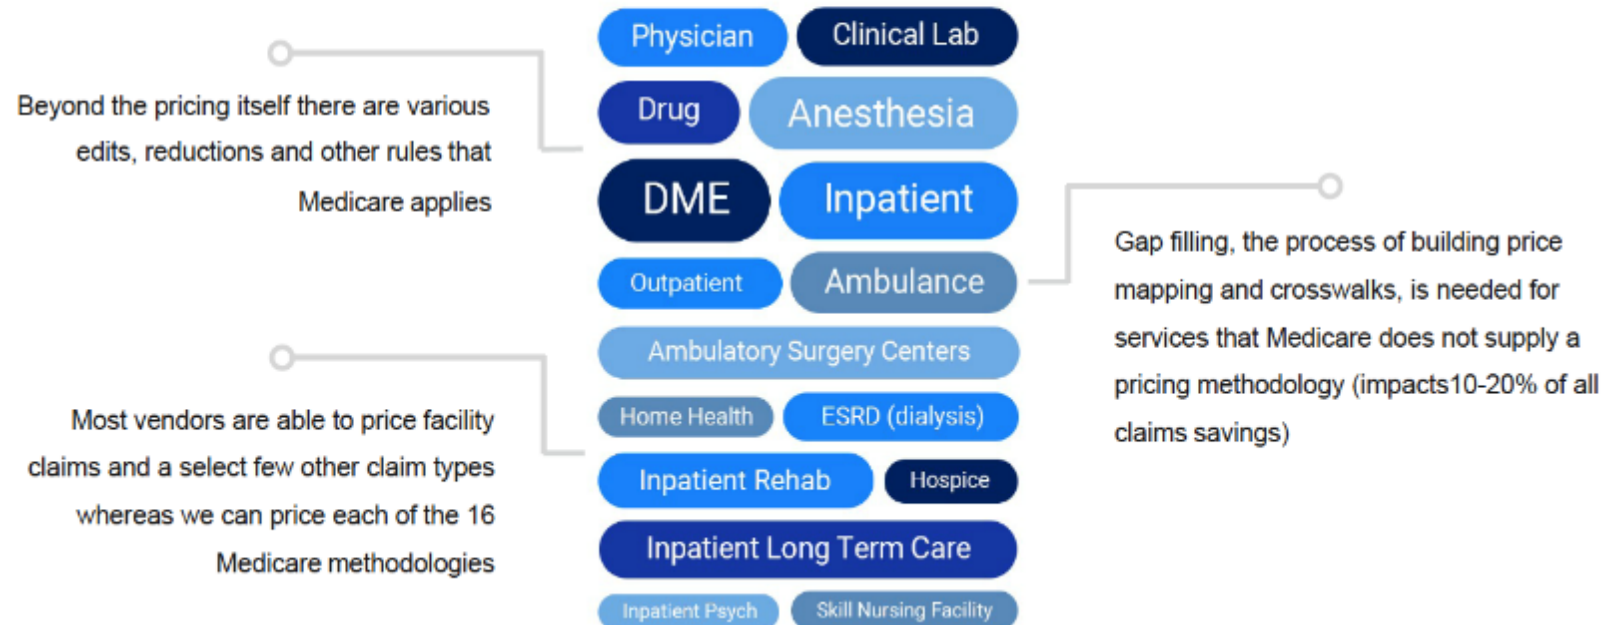 Beyond the pricing itself there are various
edits, reductions and other rules that
Medicare applies
Most vendors are able to price facility
claims and a select few other claim types
whereas we can price each of the 16
Medicare methodologies
Physician
Clinical Lab
Drug
Anesthesia
DME
Inpatient
Outpatient
Ambulance
Ambulatory Surgery Centers
Home Health
ESRD (dialysis)
Inpatient Rehab
Hospice
Inpatient Long Term Care
Inpatient Psych
Skill Nursing Facility
Gap filling, the process of building price
mapping and crosswalks, is needed for
services that Medicare does not supply a
pricing methodology (impacts10-20% of all
claims savings)